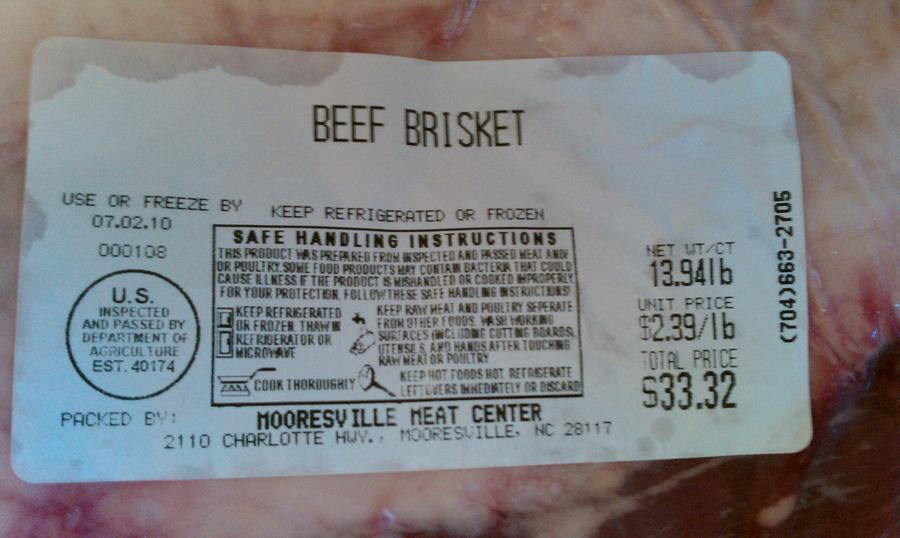 BEEF BRISKET
USE OR FREEZE BY
07.02.10
000108
KEEP REFRIGERATED OR FROZEN
SAFE HANDLING INSTRUCTIONS
THIS PRODUCT WAS PREPARED FROM INSPECTED AND PASSED MEAT AND/
OR POULTRY. SOME FOOD PRODUCTS MAY CONTAIN BACTERIA THAT COULD
CAUSE ILLNESS IF THE PRODUCT IS MISHANDLED OR COOKED IMPROPERLY
FOR YOUR PROTECTION, FOLLOW THESE SAFE HANDLING INSTRUCTIONS!
KEEP REFRIGERATED
OR FROZEN. THAW IN
REFRIGERATOR OR
MICROWAVE
KEEP RAW MEAT AND POULTRY SEPERATE
FROM OTHER FOODS. WASH WORKING
SURFACES (INCLUDING CUTTING BOARDS,
UTENSILS, AND HANDS AFTER TOUCHING
RAW MEAT OR POULTRY
COOK THOROUGHLY
KEEP HOT FOODS HOT. REFRIGERATE
LEFTOVERS IMMEDIATELY OR DISCARD
U.S.
INSPECTED
AND PASSED BY
DEPARTMENT OF
AGRICULTURE
EST. 40174
NET WT/CT
13.94lb
UNIT PRICE
$2.39/lb
TOTAL PRICE
$33.32
(704)663-2705
PACKED BY:
MOORESVILLE MEAT CENTER
2110 CHARLOTTE HWY., MOORESVILLE, NC 28117